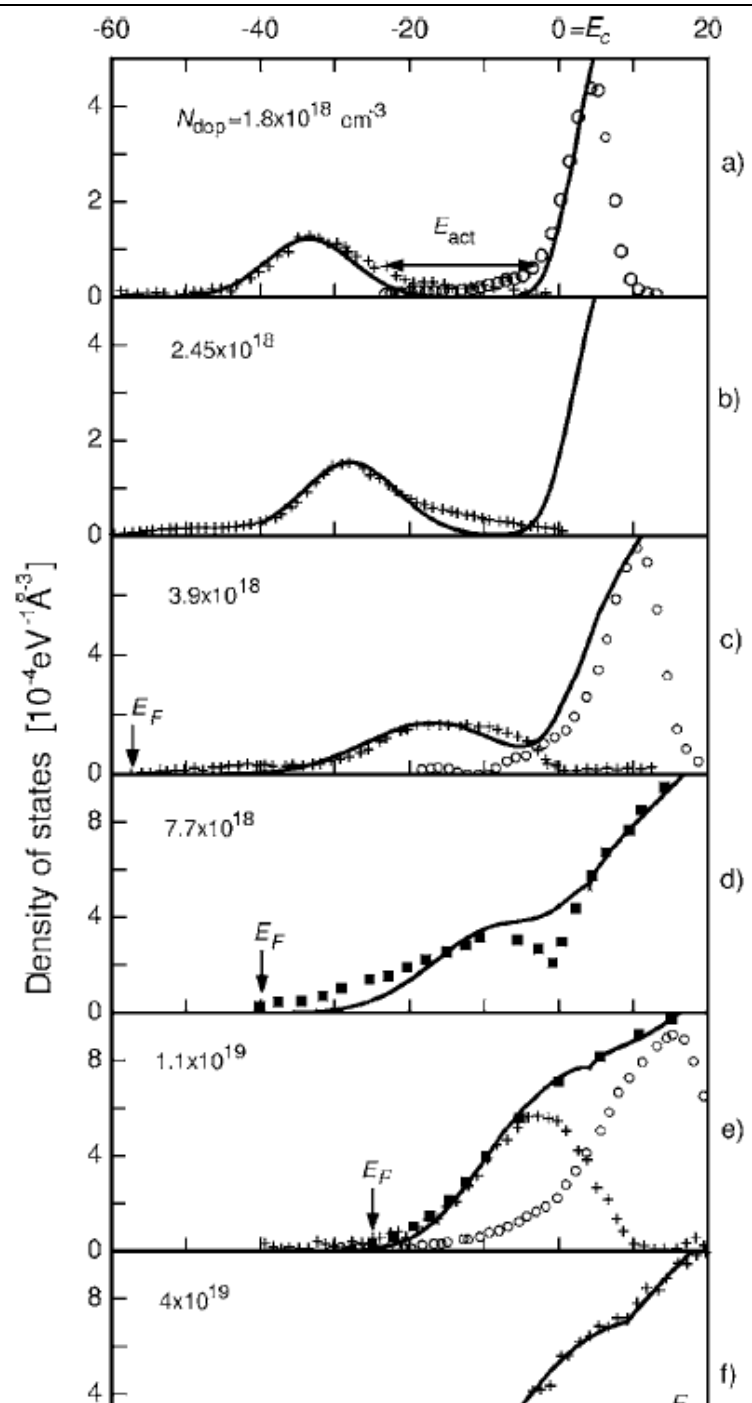 -60 -40 -20 0=E_c 20
N_dop=1.8x10^18 cm^-3
4
2
0
E_act
a)
2.45x10^18
4
2
0
b)
3.9x10^18
4
0
E_F
c)
7.7x10^18
8
4
0
E_F
d)
1.1x10^19
8
4
0
E_F
e)
4x10^19
8
4
E
f)
Density of states [10^-4 eV^-1 Å^-3]